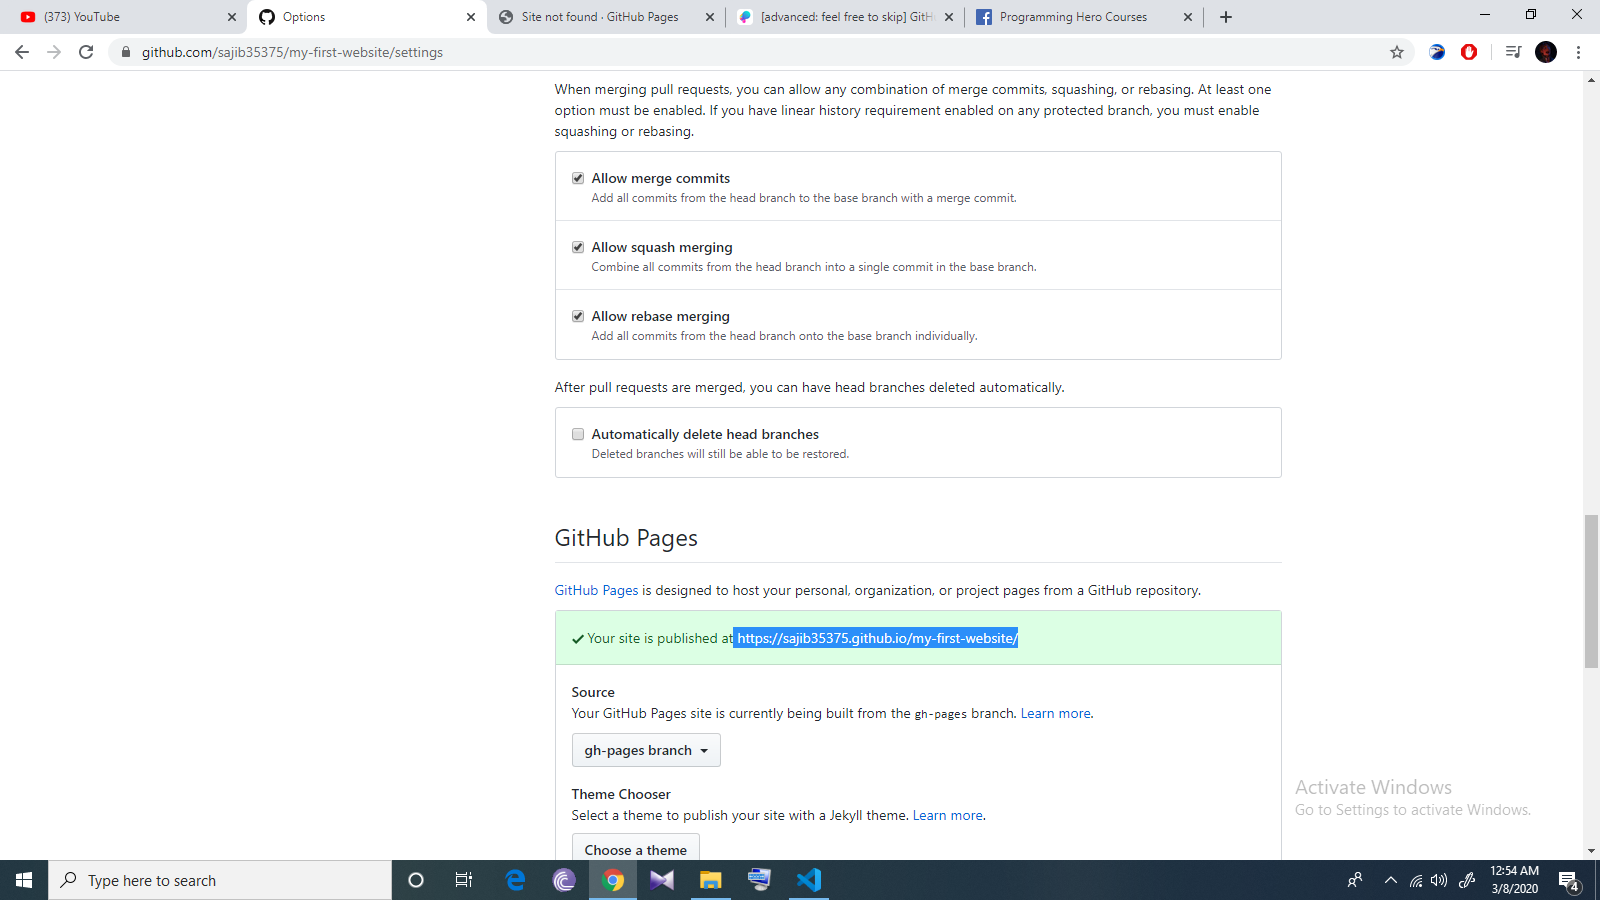 (373) YouTube
Options
Site not found · GitHub Pages
[advanced: feel free to skip] GitH
Programming Hero Courses
github.com/sajib35375/my-first-website/settings
When merging pull requests, you can allow any combination of merge commits, squashing, or rebasing. At least one
option must be enabled. If you have linear history requirement enabled on any protected branch, you must enable
squashing or rebasing.
Allow merge commits
Add all commits from the head branch to the base branch with a merge commit.
Allow squash merging
Combine all commits from the head branch into a single commit in the base branch.
Allow rebase merging
Add all commits from the head branch onto the base branch individually.
After pull requests are merged, you can have head branches deleted automatically.
Automatically delete head branches
Deleted branches will still be able to be restored.
GitHub Pages
GitHub Pages is designed to host your personal, organization, or project pages from a GitHub repository.
Your site is published at https://sajib35375.github.io/my-first-website/
Source
Your GitHub Pages site is currently being built from the gh-pages branch. Learn more.
gh-pages branch
Theme Chooser
Select a theme to publish your site with a Jekyll theme. Learn more.
Choose a theme
Activate Windows
Go to Settings to activate Windows.
Type here to search
12:54 AM
3/8/2020
4